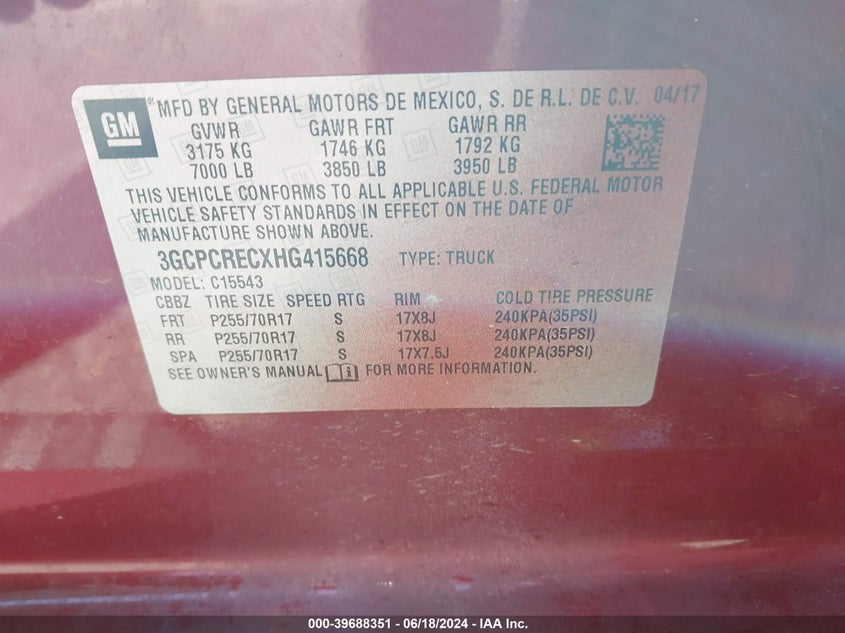 GM ® MFD BY GENERAL MOTORS DE MEXICO, S. DE R.L. DE C.V. 04/17
GVWR GAWR FRT GAWR RR
3175 KG 1746 KG 1792 KG
7000 LB 3850 LB 3950 LB
THIS VEHICLE CONFORMS TO ALL APPLICABLE U.S. FEDERAL MOTOR
VEHICLE SAFETY STANDARDS IN EFFECT ON THE DATE OF
MANUFACTURE SHOWN ABOVE.
3GCPCRECXHG415668 TYPE: TRUCK
MODEL: C15543
CBBZ TIRE SIZE SPEED RTG RIM COLD TIRE PRESSURE
FRT P255/70R17 S 17X8J 240KPA(35PSI)
RR P255/70R17 S 17X8J 240KPA(35PSI)
SPA P255/70R17 S 17X7.5J 240KPA(35PSI)
SEE OWNER'S MANUAL FOR MORE INFORMATION.
000-39688351 - 06/18/2024 - IAA Inc.